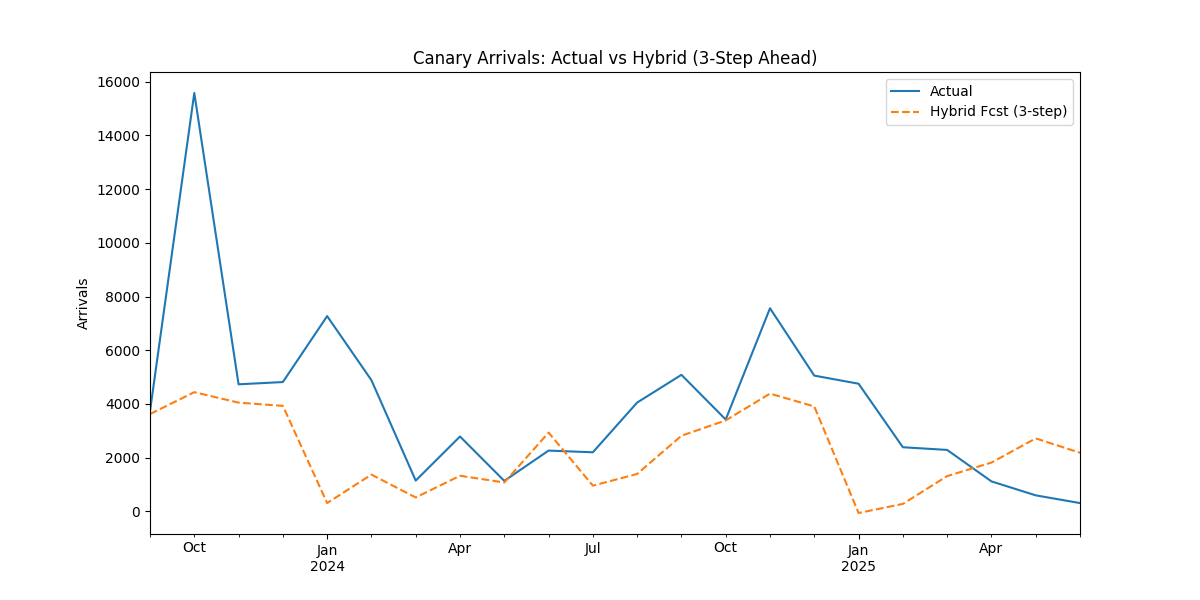 Canary Arrivals: Actual vs Hybrid (3-Step Ahead)
Actual
Hybrid Fcst (3-step)
Arrivals
16000
14000
12000
10000
8000
6000
4000
2000
0
Oct
Jan
2024
Apr
Jul
Oct
Jan
2025
Apr